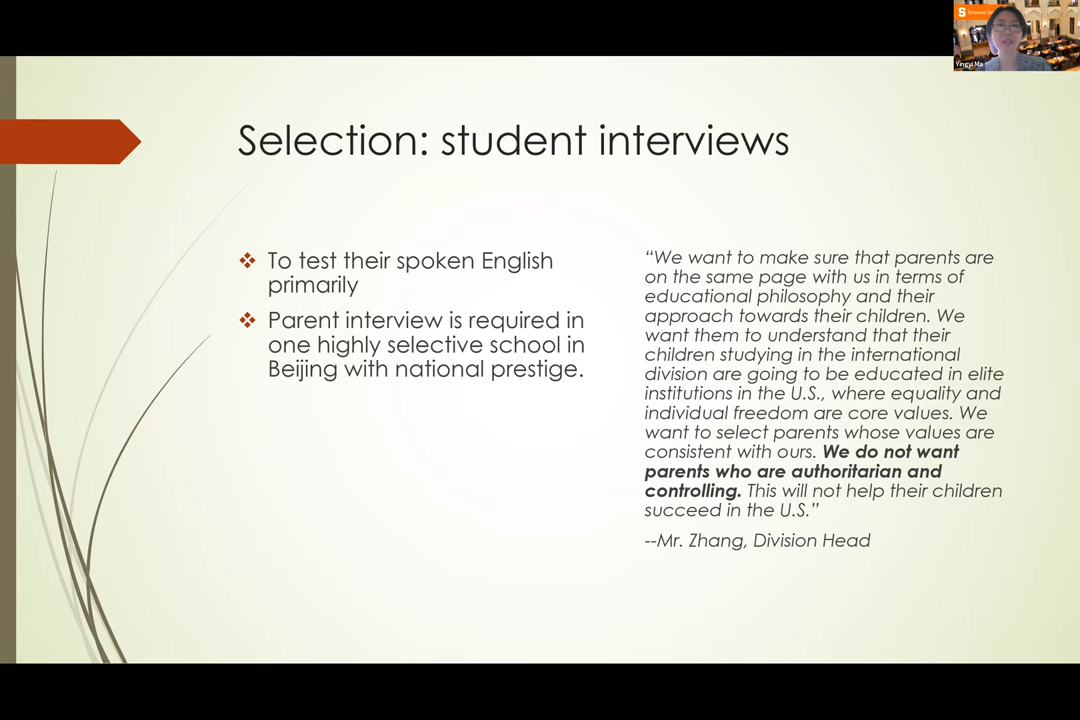 S Syracuse Un
Yingyi Ma
Selection: student interviews
❖ To test their spoken English
primarily
❖ Parent interview is required in
one highly selective school in
Beijing with national prestige.
“We want to make sure that parents are
on the same page with us in terms of
educational philosophy and their
approach towards their children. We
want them to understand that their
children studying in the international
division are going to be educated in elite
institutions in the U.S., where equality and
individual freedom are core values. We
want to select parents whose values are
consistent with ours. We do not want
parents who are authoritarian and
controlling. This will not help their children
succeed in the U.S.”
--Mr. Zhang, Division Head